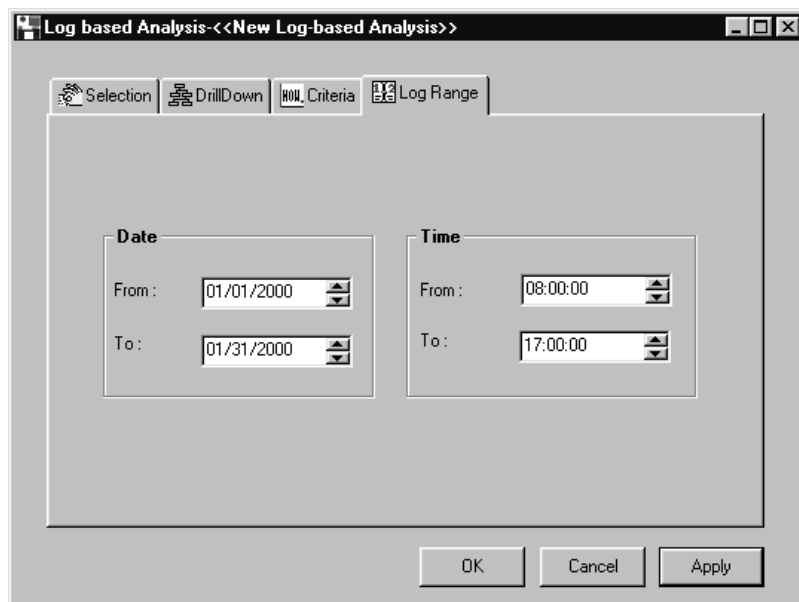 Log based Analysis-<<New Log-based Analysis>>
Selection DrillDown NOW. Criteria Log Range
Date Time
From : 01/01/2000 From : 08:00:00
To : 01/31/2000 To : 17:00:00
OK Cancel Apply